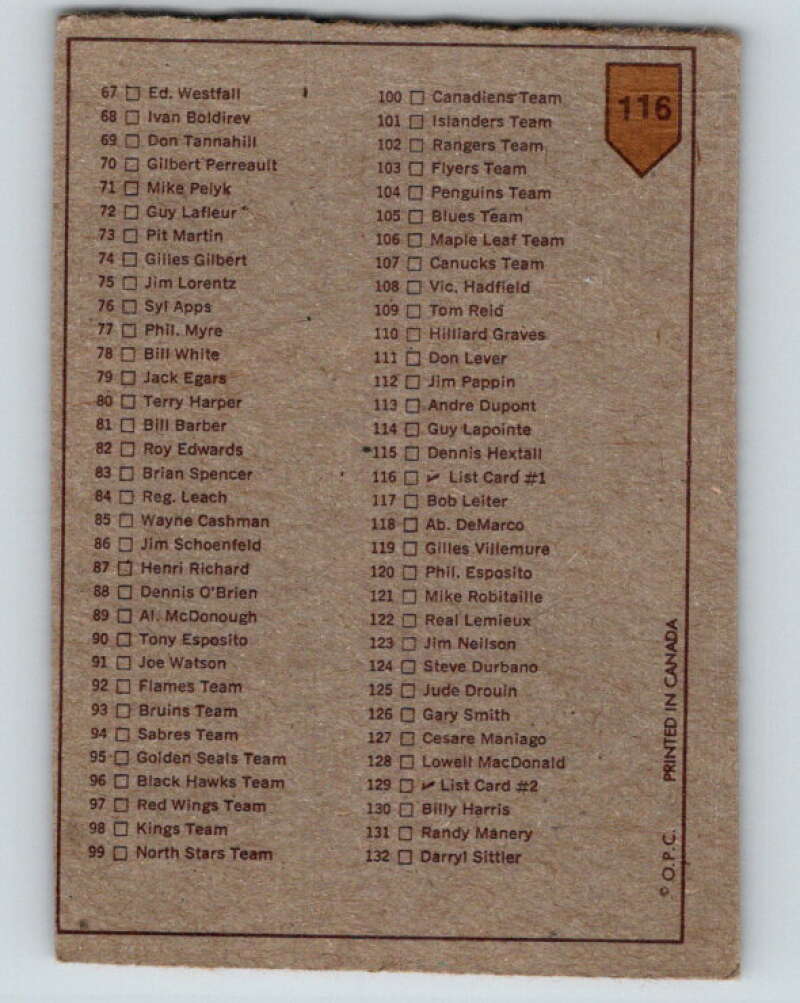 67 Ed. Westfall
68 Ivan Boldirev
69 Don Tannahill
70 Gilbert Perreault
71 Mike Pelyk
72 Guy Lafleur
73 Pit Martin
74 Gilles Gilbert
75 Jim Lorentz
76 Syl Apps
77 Phil. Myre
78 Bill White
79 Jack Egars
80 Terry Harper
81 Bill Barber
82 Roy Edwards
83 Brian Spencer
84 Reg. Leach
85 Wayne Cashman
86 Jim Schoenfeld
87 Henri Richard
88 Dennis O'Brien
89 Al. McDonough
90 Tony Esposito
91 Joe Watson
92 Flames Team
93 Bruins Team
94 Sabres Team
95 Golden Seals Team
96 Black Hawks Team
97 Red Wings Team
98 Kings Team
99 North Stars Team
100 Canadiens Team
101 Islanders Team
102 Rangers Team
103 Flyers Team
104 Penguins Team
105 Blues Team
106 Maple Leaf Team
107 Canucks Team
108 Vic. Hadfield
109 Tom Reid
110 Hilliard Graves
111 Don Lever
112 Jim Pappin
113 Andre Dupont
114 Guy Lapointe
115 Dennis Hextall
116 ✓ List Card #1
117 Bob Leiter
118 Ab. DeMarco
119 Gilles Villemure
120 Phil. Esposito
121 Mike Robitaille
122 Real Lemieux
123 Jim Neilson
124 Steve Durbano
125 Jude Drouin
126 Gary Smith
127 Cesare Maniago
128 Lowell MacDonald
129 ✓ List Card #2
130 Billy Harris
131 Randy Manery
132 Darryl Sittler
116
© O.P.C. PRINTED IN CANADA